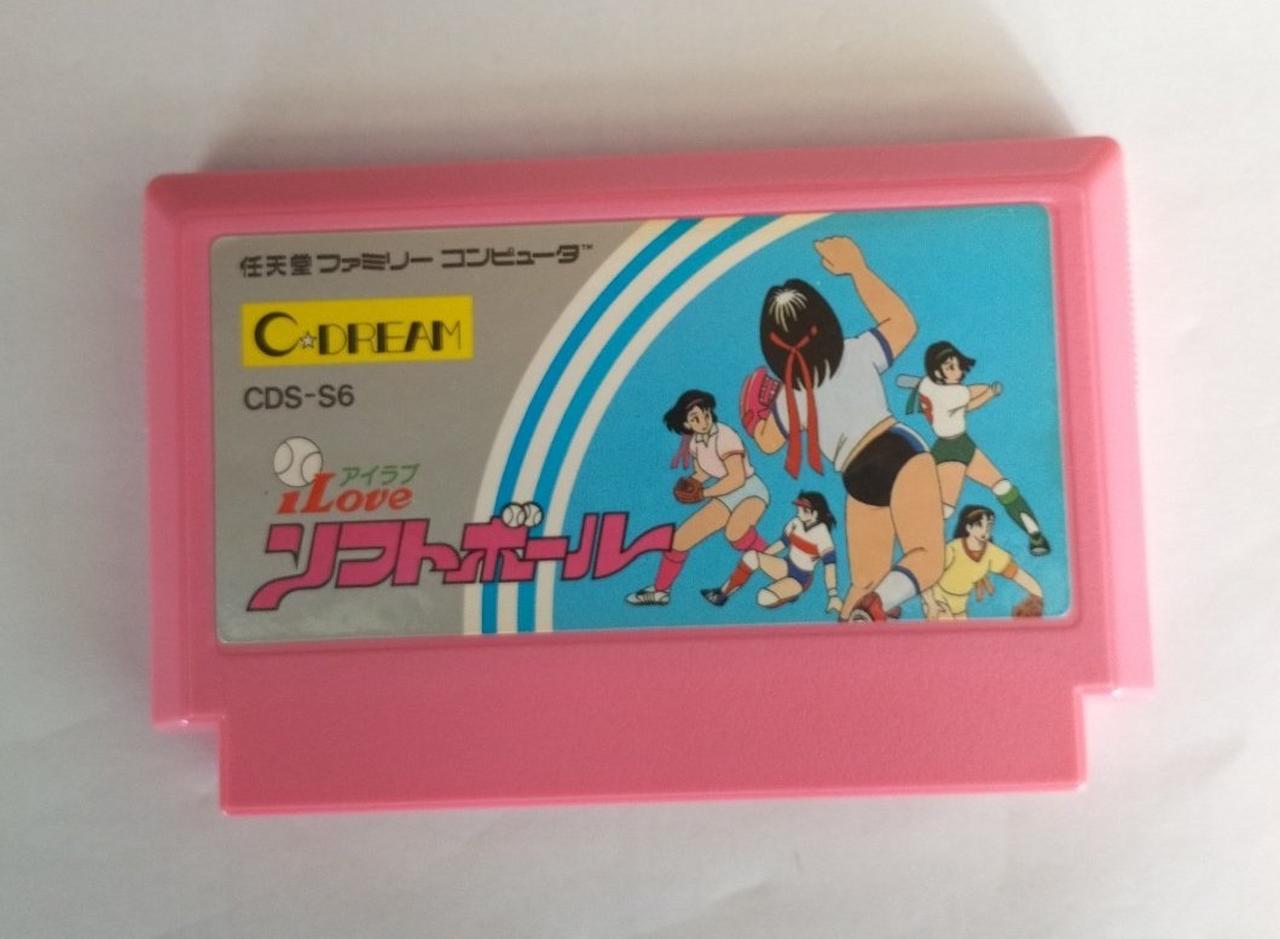 任天堂ファミリー コンピュータ™
C☆DREAM
CDS-S6
アイラブ
iLove
ソフトボール